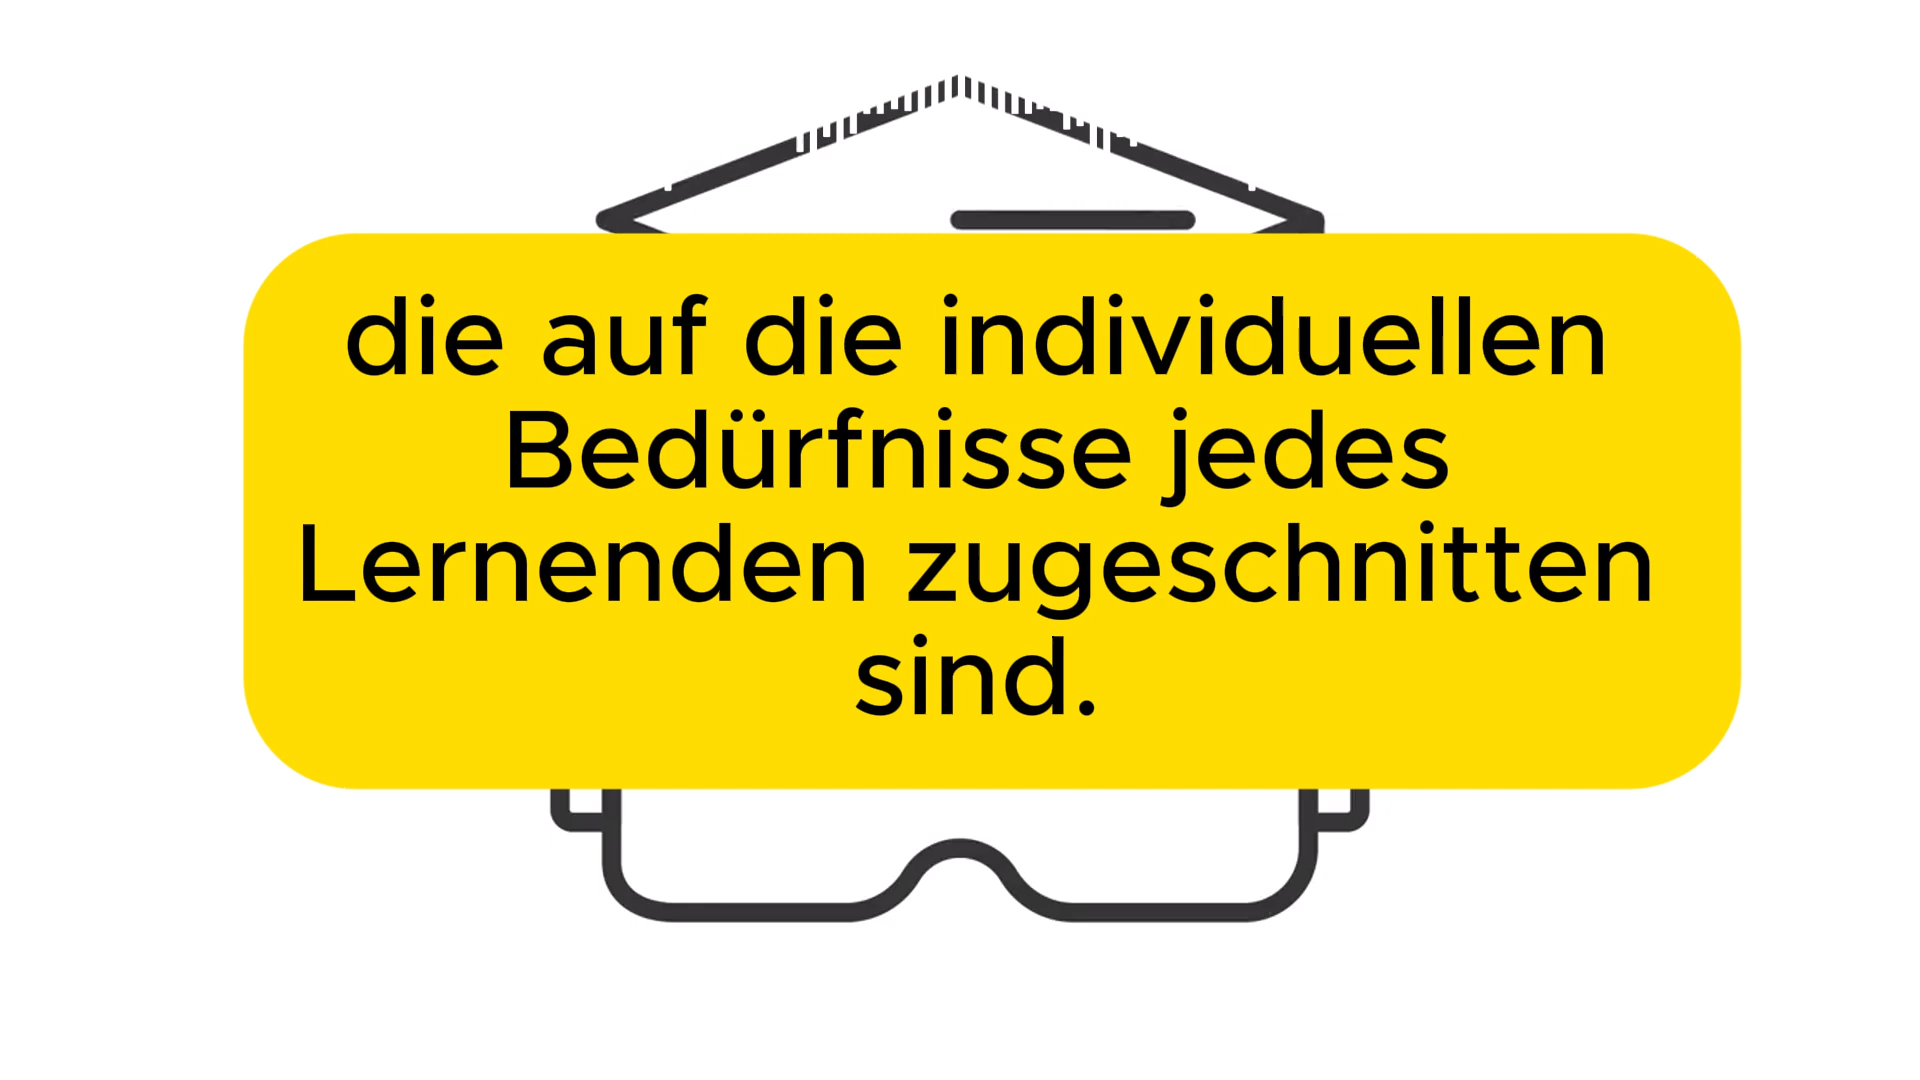 die auf die individuellen
Bedürfnisse jedes
Lernenden zugeschnitten
sind.